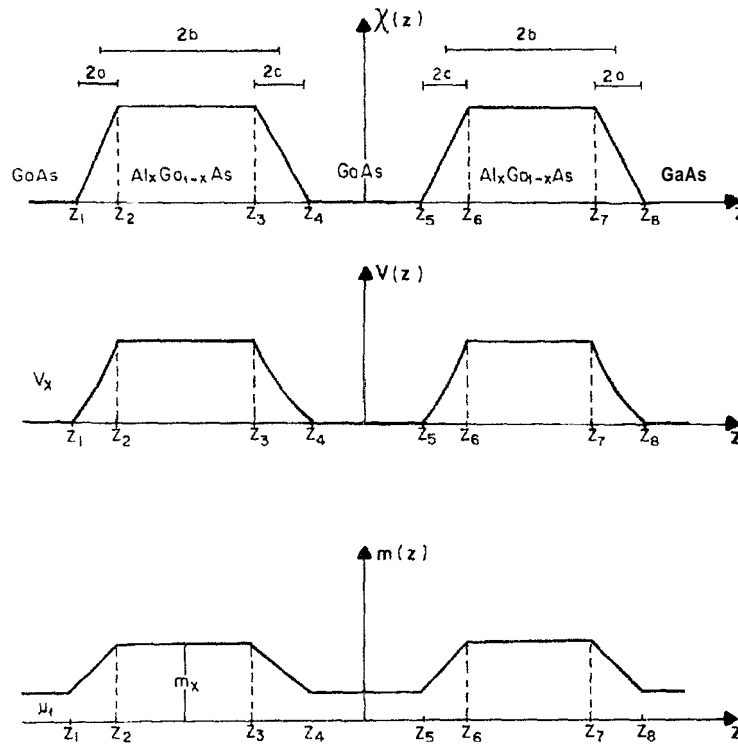 χ(z)
2b 2b
2a 2c 2c 2a
GaAs AlₓGa₁₋ₓAs GaAs AlₓGa₁₋ₓAs GaAs
Z₁ Z₂ Z₃ Z₄ Z₅ Z₆ Z₇ Z₈ Z
V(z)
Vₓ
Z₁ Z₂ Z₃ Z₄ Z₅ Z₆ Z₇ Z₈ Z
m(z)
μ₁ mₓ
Z₁ Z₂ Z₃ Z₄ Z₅ Z₆ Z₇ Z₈ Z